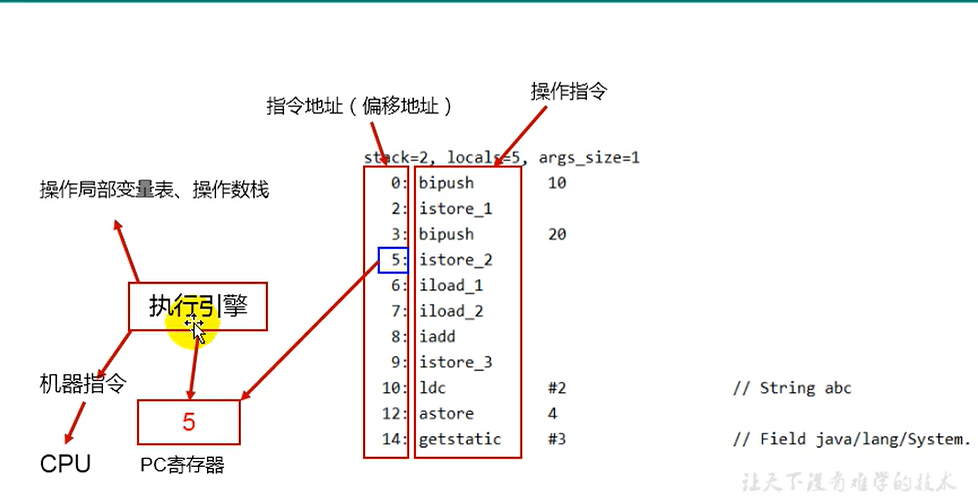 指令地址（偏移地址）
操作指令
stack=2, locals=5, args_size=1
0: bipush 10
2: istore_1
3: bipush 20
5: istore_2
6: iload_1
7: iload_2
8: iadd
9: istore_3
10: ldc #2 // String abc
12: astore 4
14: getstatic #3 // Field java/lang/System.
操作局部变量表、操作数栈
执行引擎
机器指令
5
CPU
PC寄存器
让天下没有难学的技术